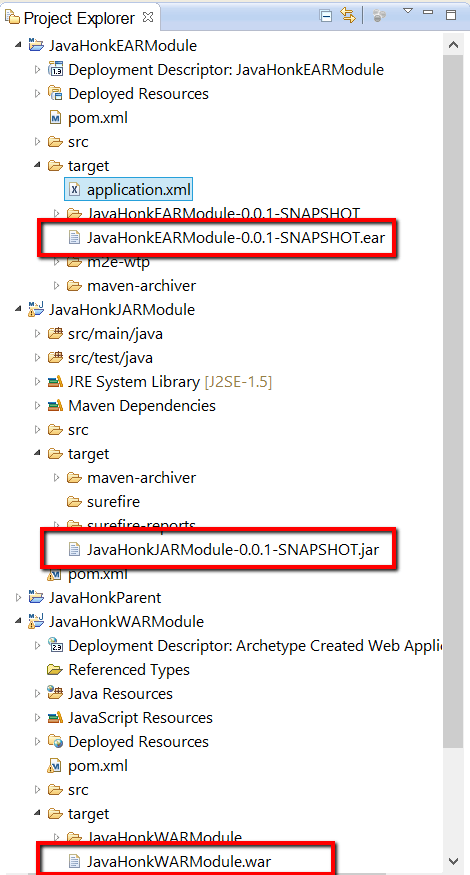 Project Explorer
JavaHonkEARModule
Deployment Descriptor: JavaHonkEARModule
Deployed Resources
pom.xml
src
target
application.xml
JavaHonkEARModule-0.0.1-SNAPSHOT
JavaHonkEARModule-0.0.1-SNAPSHOT.ear
m2e-wtp
maven-archiver
JavaHonkJARModule
src/main/java
src/test/java
JRE System Library [J2SE-1.5]
Maven Dependencies
src
target
maven-archiver
surefire
surefire-reports
JavaHonkJARModule-0.0.1-SNAPSHOT.jar
pom.xml
JavaHonkParent
JavaHonkWARModule
Deployment Descriptor: Archetype Created Web Applic
Referenced Types
Java Resources
JavaScript Resources
Deployed Resources
pom.xml
src
target
JavaHonkWARModule
JavaHonkWARModule.war